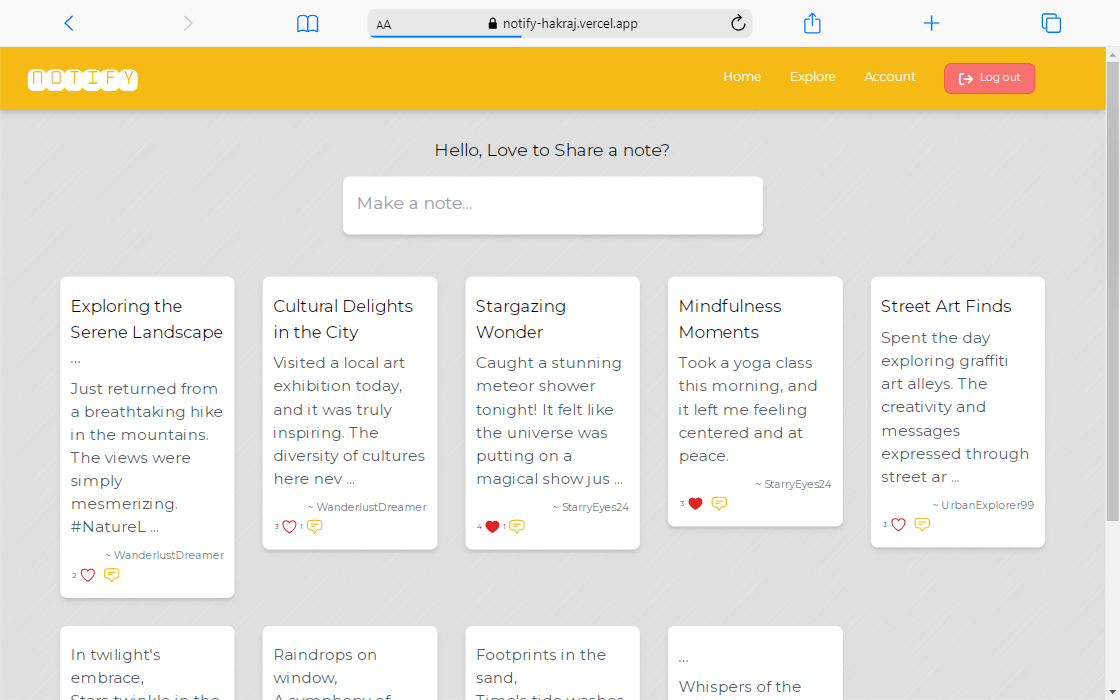 AA
notify-hakraj.vercel.app
NOTIFY
Home
Explore
Account
Log out
Hello, Love to Share a note?
Make a note...
Exploring the
Serene Landscape
...
Just returned from
a breathtaking hike
in the mountains.
The views were
simply
mesmerizing.
#NatureL ...
~ WanderlustDreamer
2
Cultural Delights
in the City
Visited a local art
exhibition today,
and it was truly
inspiring. The
diversity of cultures
here nev ...
~ WanderlustDreamer
3 1
Stargazing
Wonder
Caught a stunning
meteor shower
tonight! It felt like
the universe was
putting on a
magical show jus ...
~ StarryEyes24
4 1
Mindfulness
Moments
Took a yoga class
this morning, and
it left me feeling
centered and at
peace.
~ StarryEyes24
3
Street Art Finds
Spent the day
exploring graffiti
art alleys. The
creativity and
messages
expressed through
street ar ...
~ UrbanExplorer99
3
In twilight's
embrace,
Stars twinkle in the
Raindrops on
window,
A symphony of
Footprints in the
sand,
Time's tide washes
...
Whispers of the